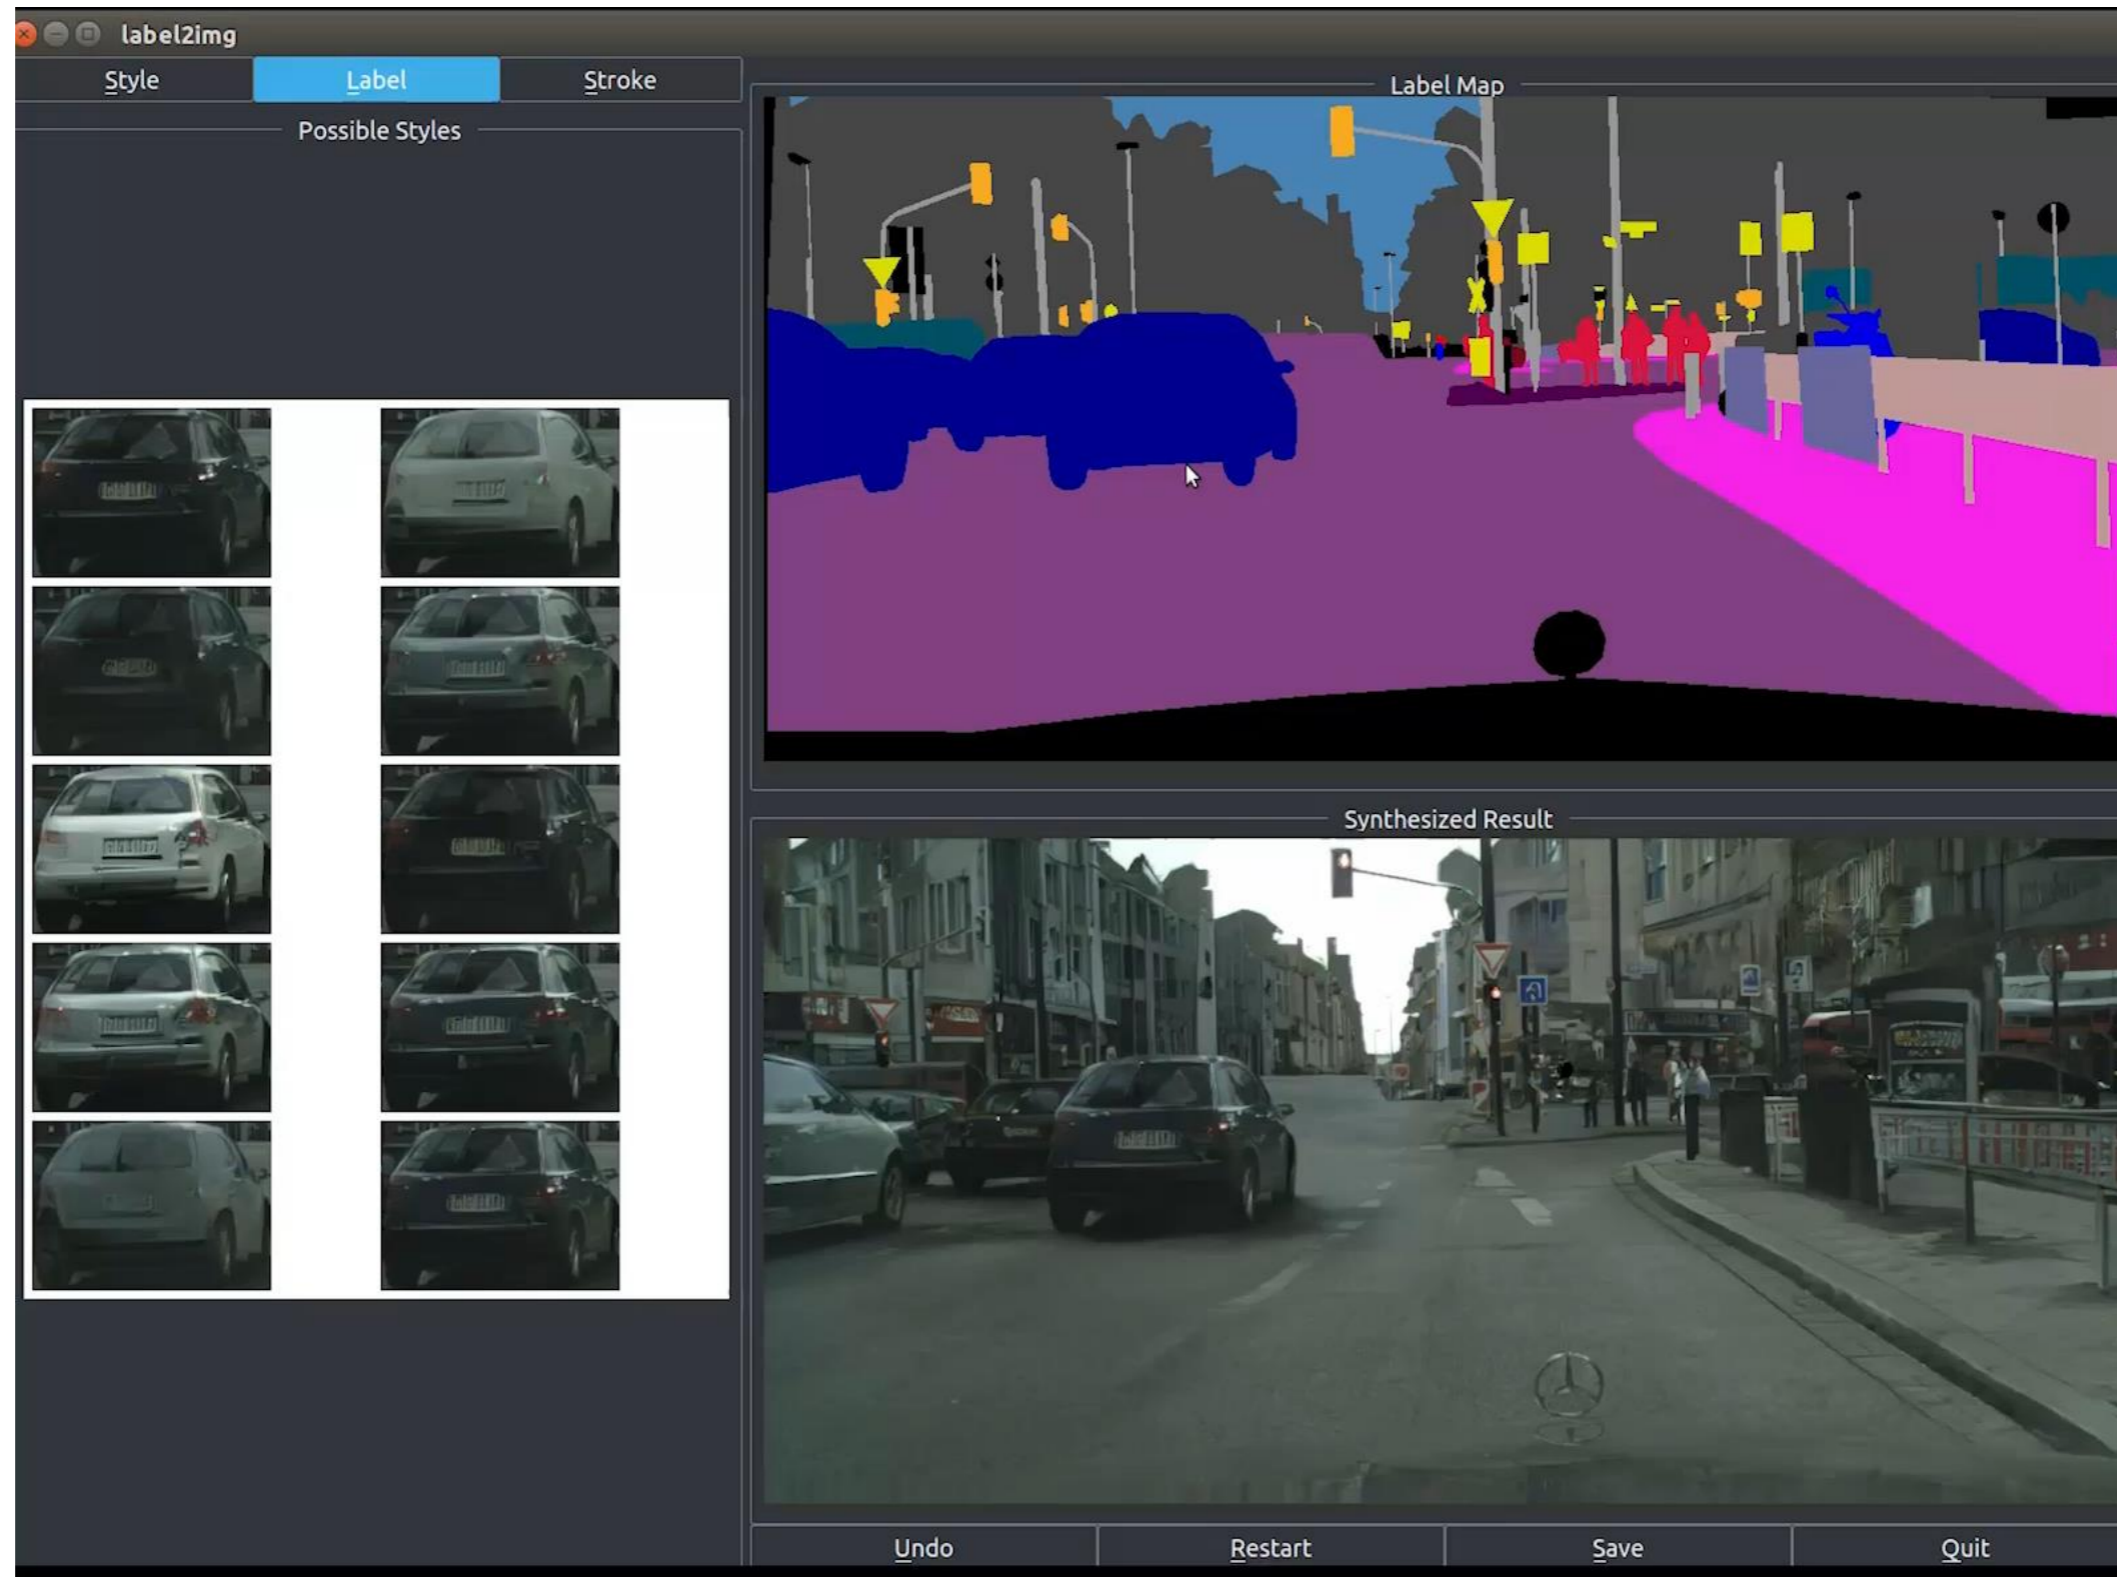 label2img
Style
Label
Stroke
Possible Styles
Label Map
Synthesized Result
Undo
Restart
Save
Quit